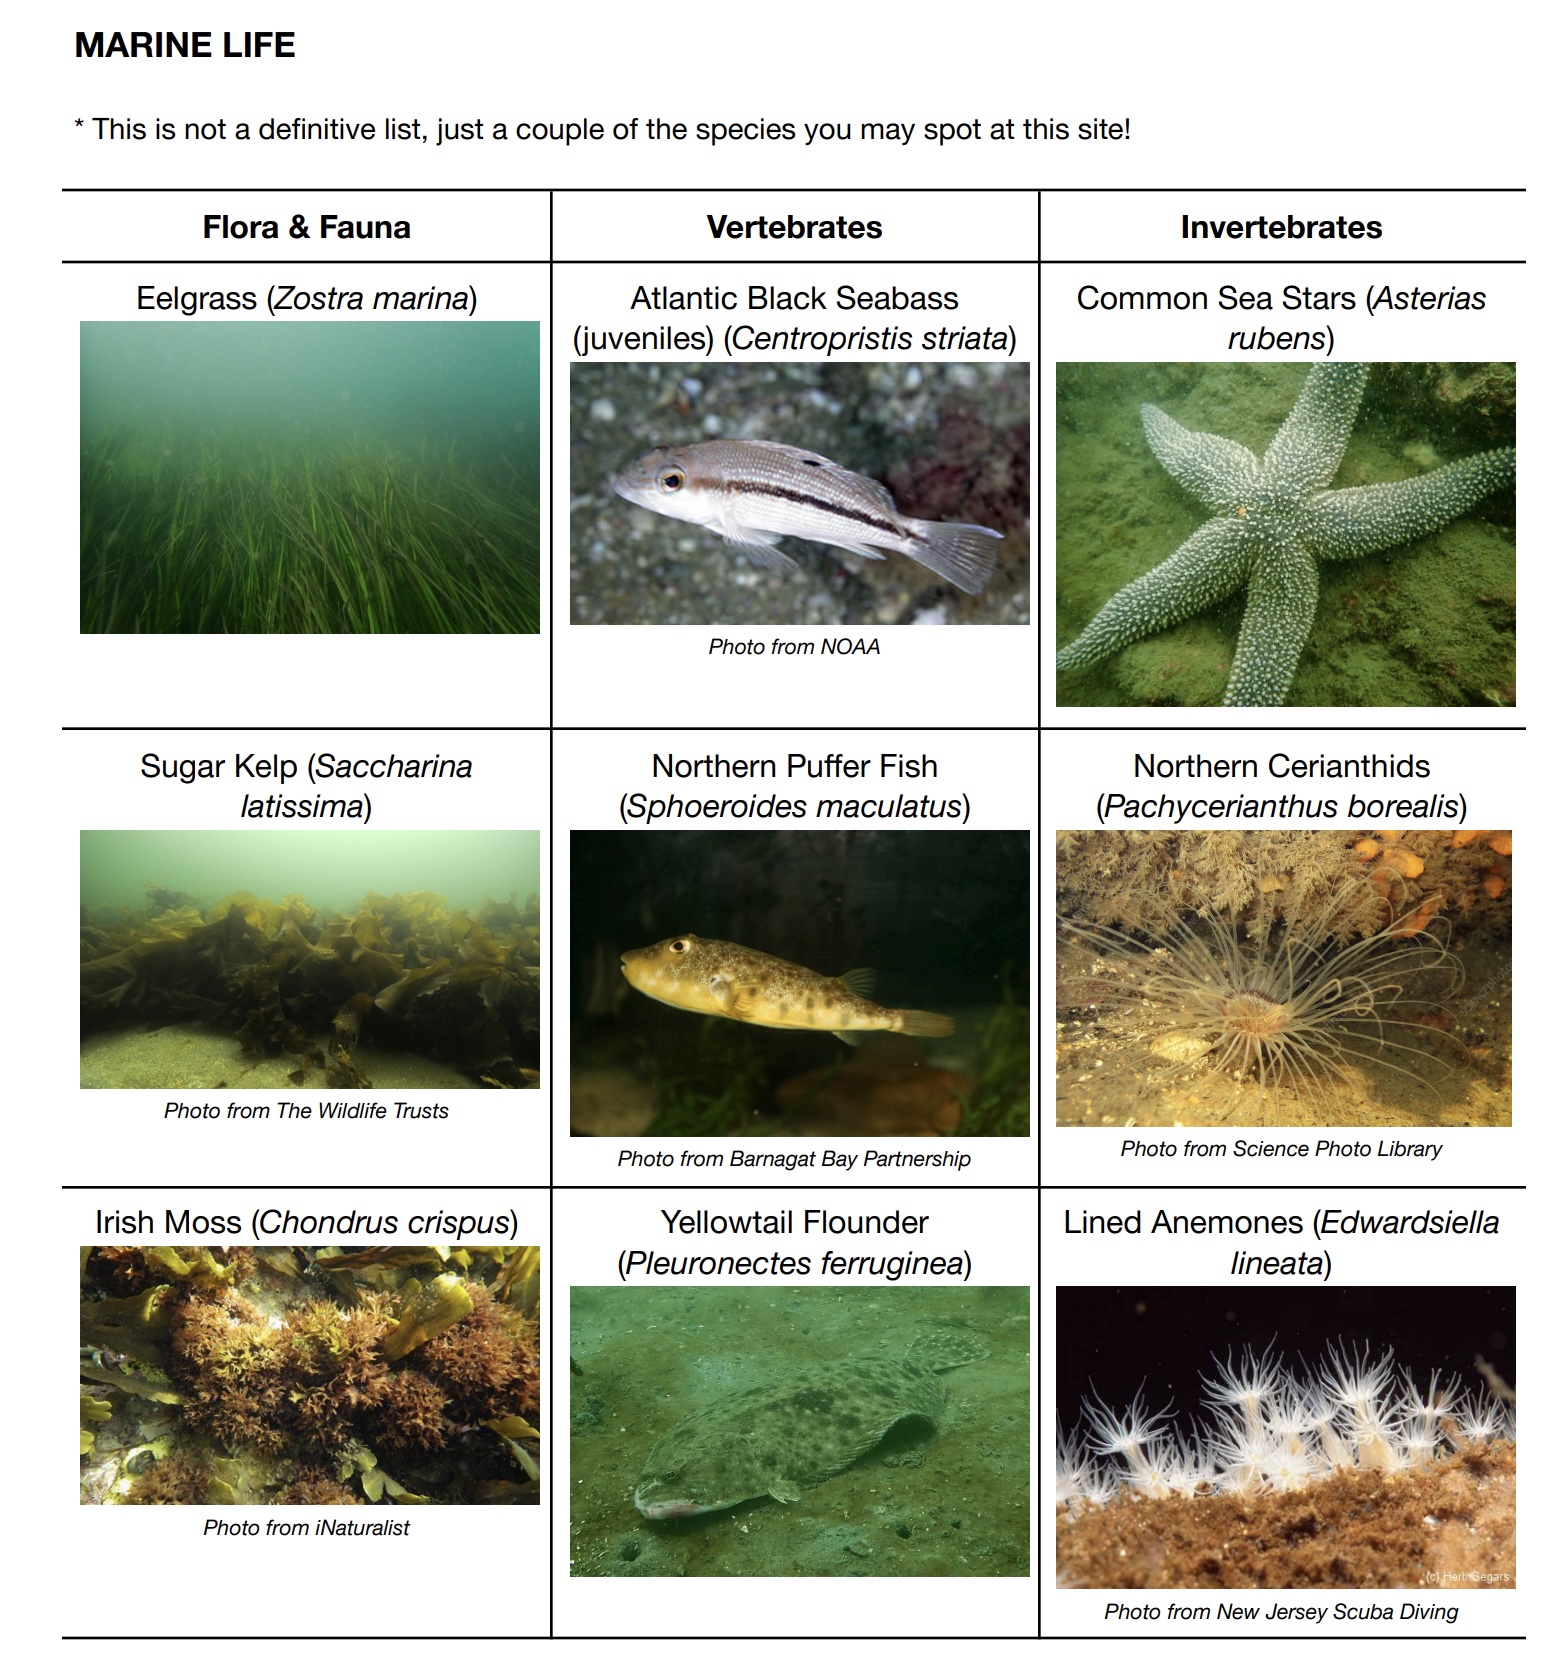 MARINE LIFE
* This is not a definitive list, just a couple of the species you may spot at this site!
Flora & Fauna
Vertebrates
Invertebrates
Eelgrass (Zostra marina)
Atlantic Black Seabass
(juveniles) (Centropristis striata)
Photo from NOAA
Common Sea Stars (Asterias
rubens)
Sugar Kelp (Saccharina
latissima)
Photo from The Wildlife Trusts
Northern Puffer Fish
(Sphoeroides maculatus)
Photo from Barnagat Bay Partnership
Northern Cerianthids
(Pachycerianthus borealis)
Photo from Science Photo Library
Irish Moss (Chondrus crispus)
Photo from iNaturalist
Yellowtail Flounder
(Pleuronectes ferruginea)
Lined Anemones (Edwardsiella
lineata)
(c) Herb Segars
Photo from New Jersey Scuba Diving